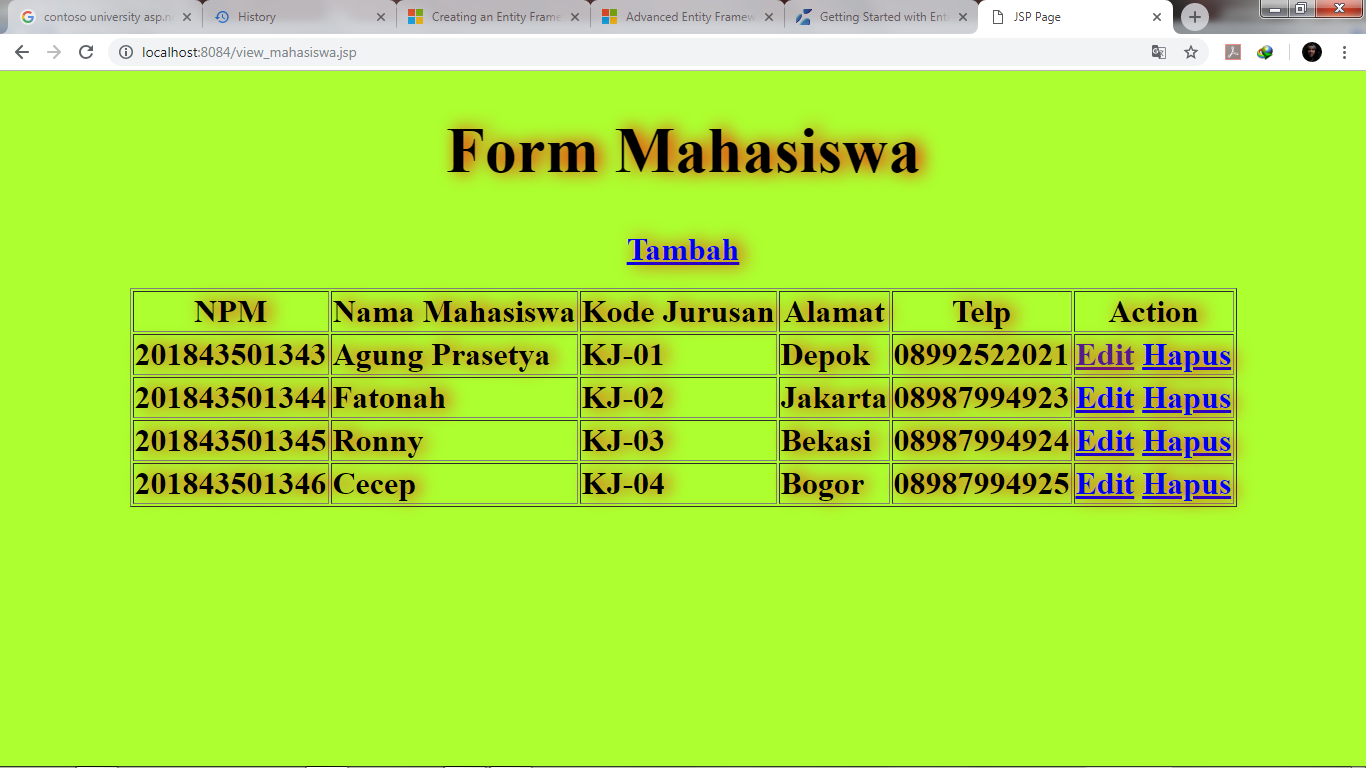 contoso university asp.n
History
Creating an Entity Frame
Advanced Entity Framew
Getting Started with Enti
JSP Page
localhost:8084/view_mahasiswa.jsp
Form Mahasiswa
Tambah
NPM Nama Mahasiswa Kode Jurusan Alamat Telp Action
201843501343 Agung Prasetya KJ-01 Depok 08992522021 Edit Hapus
201843501344 Fatonah KJ-02 Jakarta 08987994923 Edit Hapus
201843501345 Ronny KJ-03 Bekasi 08987994924 Edit Hapus
201843501346 Cecep KJ-04 Bogor 08987994925 Edit Hapus